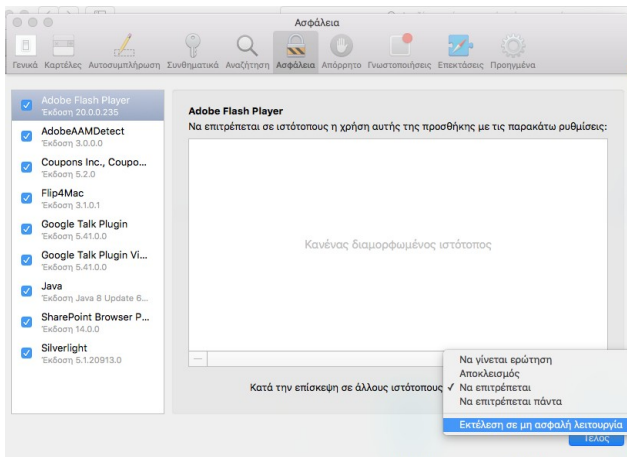 Ασφάλεια
Γενικά Καρτέλες Αυτοσυμπλήρωση Συνθηματικά Αναζήτηση Ασφάλεια Απόρρητο Γνωστοποιήσεις Επεκτάσεις Προηγμένα
Adobe Flash Player
Έκδοση 20.0.0.235
AdobeAAMDetect
Έκδοση 3.0.0.0
Coupons Inc., Coupo...
Έκδοση 5.2.0
Flip4Mac
Έκδοση 3.1.0.1
Google Talk Plugin
Έκδοση 5.41.0.0
Google Talk Plugin Vi...
Έκδοση 5.41.0.0
Java
Έκδοση Java 8 Update 6...
SharePoint Browser P...
Έκδοση 14.0.0
Silverlight
Έκδοση 5.1.20913.0
Adobe Flash Player
Να επιτρέπεται σε ιστότοπους η χρήση αυτής της προσθήκης με τις παρακάτω ρυθμίσεις:
Κανένας διαμορφωμένος ιστότοπος
Κατά την επίσκεψη σε άλλους ιστότοπους
Να γίνεται ερώτηση
Αποκλεισμός
✓ Να επιτρέπεται
Να επιτρέπεται πάντα
Εκτέλεση σε μη ασφαλή λειτουργία
Τέλος